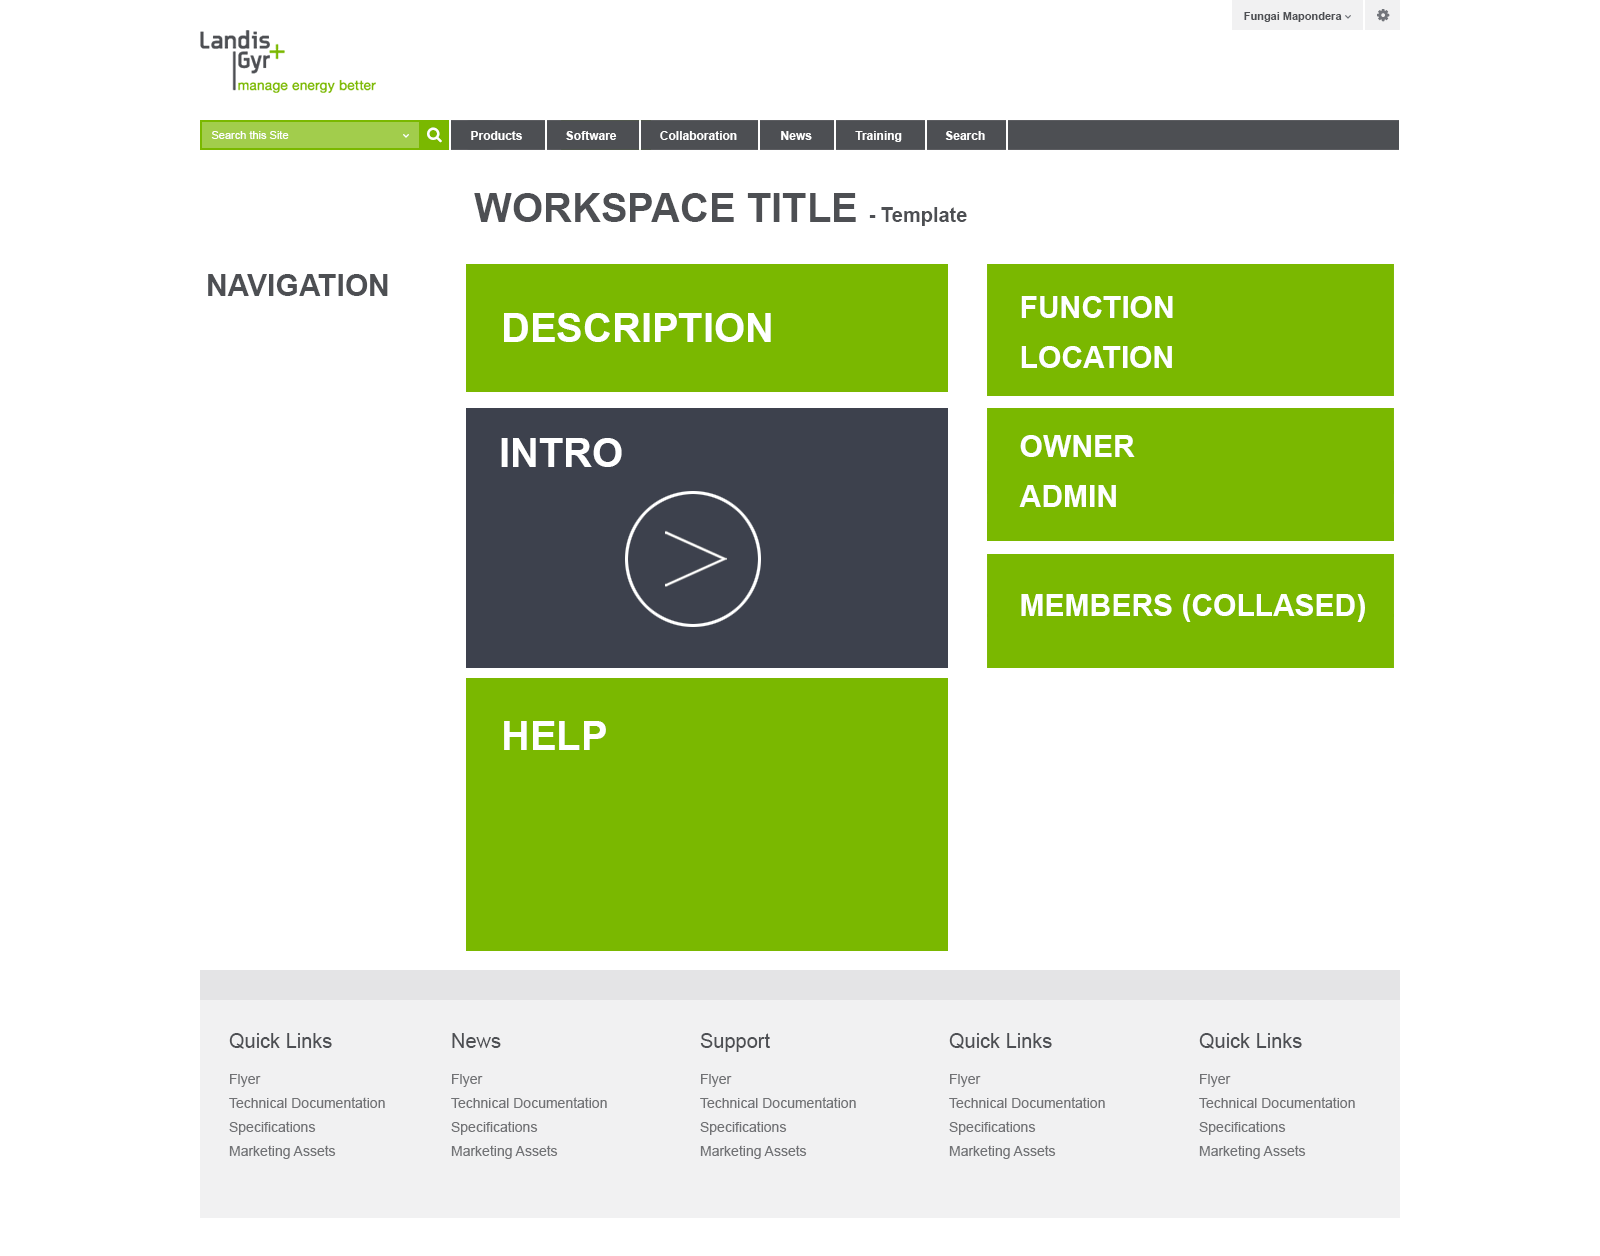 Fungai Mapondera
Landis
Gyr+
manage energy better
Search this Site
Products
Software
Collaboration
News
Training
Search
WORKSPACE TITLE - Template
NAVIGATION
DESCRIPTION
FUNCTION
LOCATION
INTRO
OWNER
ADMIN
MEMBERS (COLLASED)
HELP
Quick Links
Flyer
Technical Documentation
Specifications
Marketing Assets
News
Flyer
Technical Documentation
Specifications
Marketing Assets
Support
Flyer
Technical Documentation
Specifications
Marketing Assets
Quick Links
Flyer
Technical Documentation
Specifications
Marketing Assets
Quick Links
Flyer
Technical Documentation
Specifications
Marketing Assets